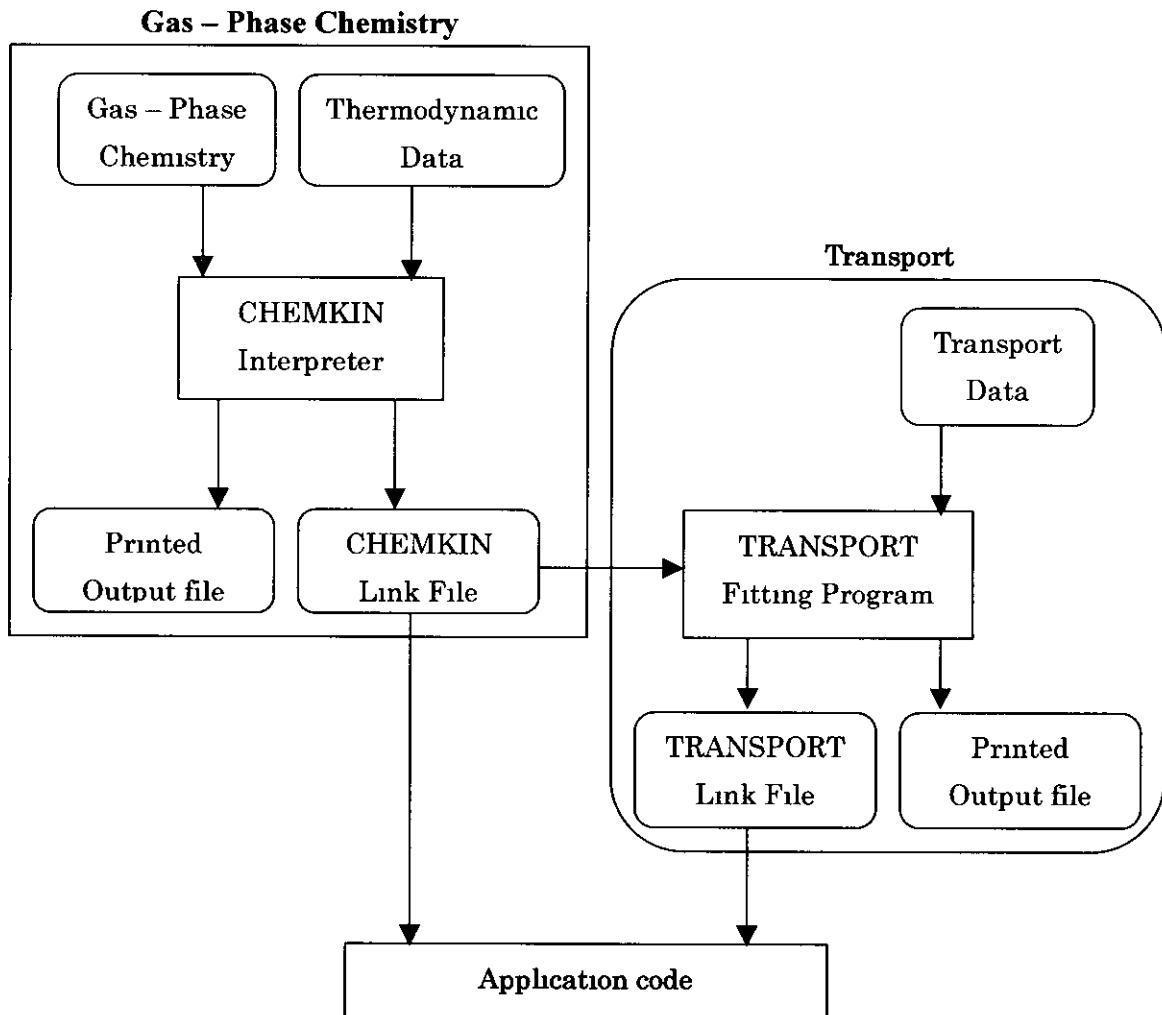 Gas – Phase Chemistry
Gas – Phase
Chemistry
Thermodynamic
Data
CHEMKIN
Interpreter
Printed
Output file
CHEMKIN
Link File
Transport
Transport
Data
TRANSPORT
Fitting Program
TRANSPORT
Link File
Printed
Output file
Application code